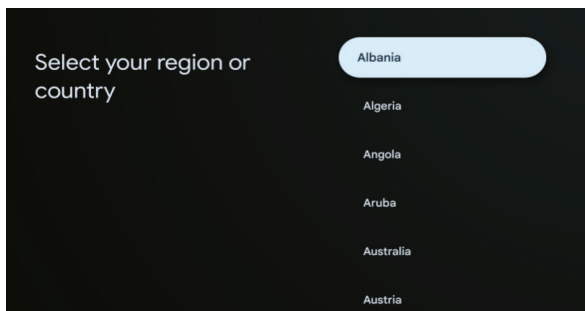 Select your region or
country
Albania
Algeria
Angola
Aruba
Australia
Austria